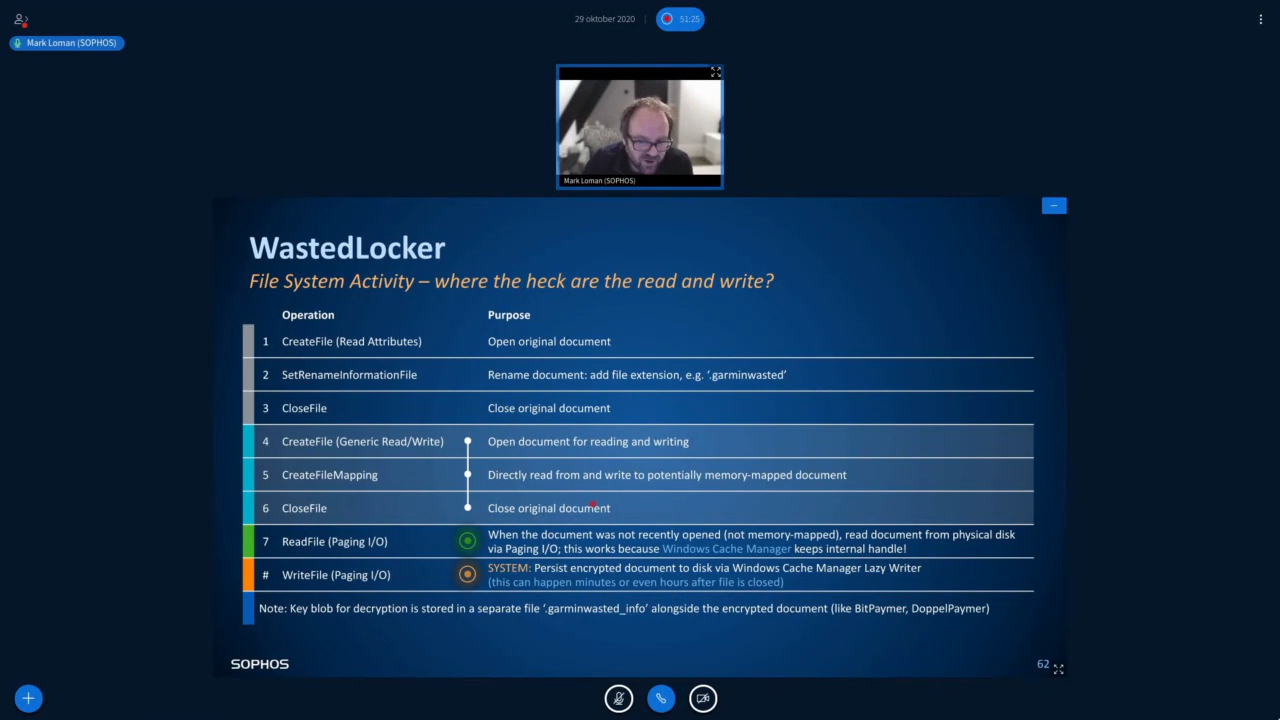 29 oktober 2020
51:25
Mark Loman (SOPHOS)
Mark Loman (SOPHOS)
WastedLocker
File System Activity – where the heck are the read and write?
Operation Purpose
1 CreateFile (Read Attributes) Open original document
2 SetRenameInformationFile Rename document: add file extension, e.g. ‘.garminwasted’
3 CloseFile Close original document
4 CreateFile (Generic Read/Write) Open document for reading and writing
5 CreateFileMapping Directly read from and write to potentially memory-mapped document
6 CloseFile Close original document
7 ReadFile (Paging I/O) When the document was not recently opened (not memory-mapped), read document from physical disk
via Paging I/O; this works because Windows Cache Manager keeps internal handle!
# WriteFile (Paging I/O) SYSTEM: Persist encrypted document to disk via Windows Cache Manager Lazy Writer
(this can happen minutes or even hours after file is closed)
Note: Key blob for decryption is stored in a separate file ‘.garminwasted_info’ alongside the encrypted document (like BitPaymer, DoppelPaymer)
SOPHOS
62